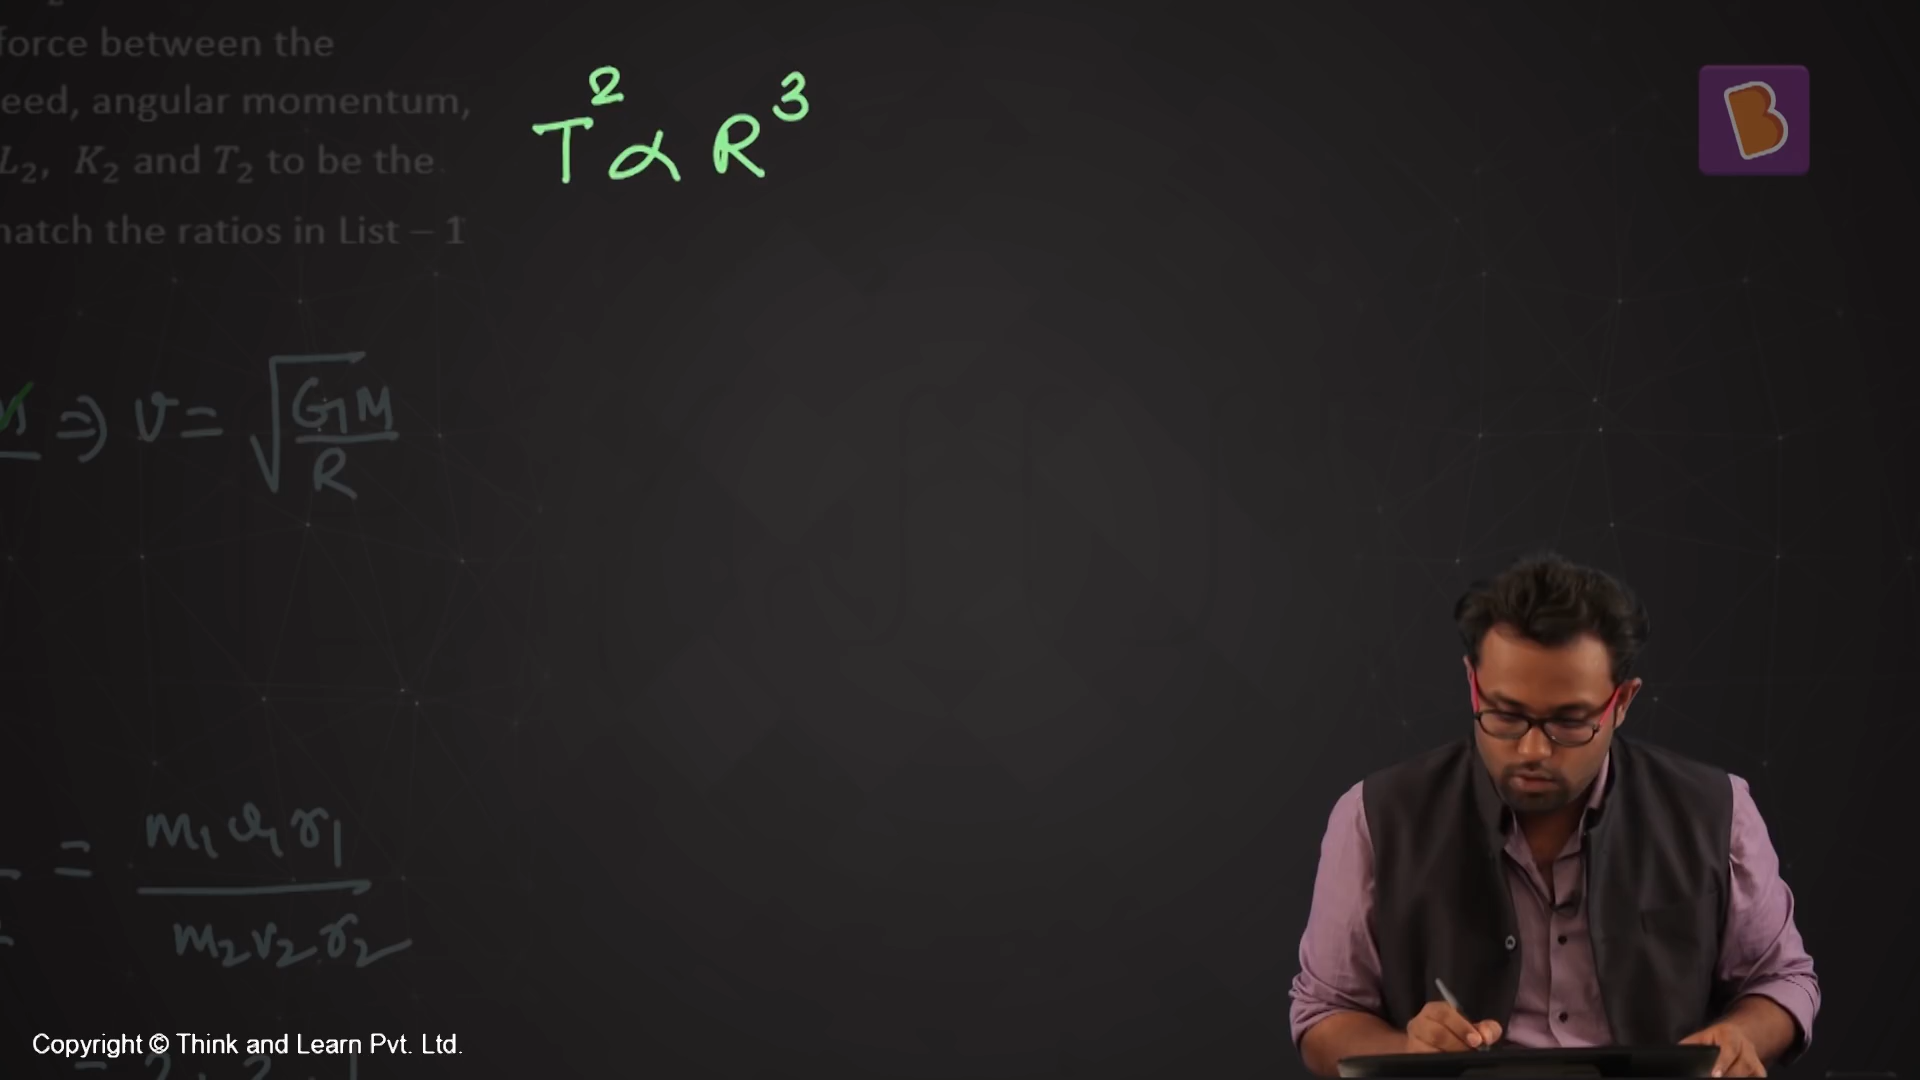 force between the
eed, angular momentum,
L₂, K₂ and T₂ to be the
match the ratios in List – 1
T² ∝ R³
⇒ v = √(GM/R)
= m₁v₁r₁ / m₂v₂r₂
Copyright © Think and Learn Pvt. Ltd.